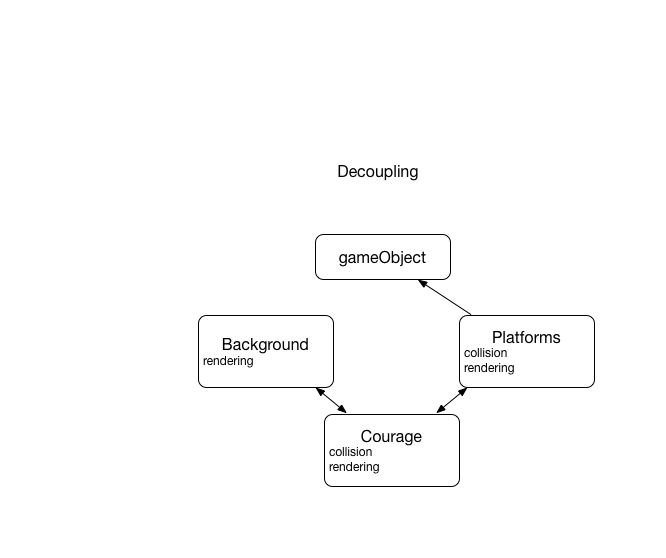 Decoupling
gameObject
Background
rendering
Platforms
collision
rendering
Courage
collision
rendering